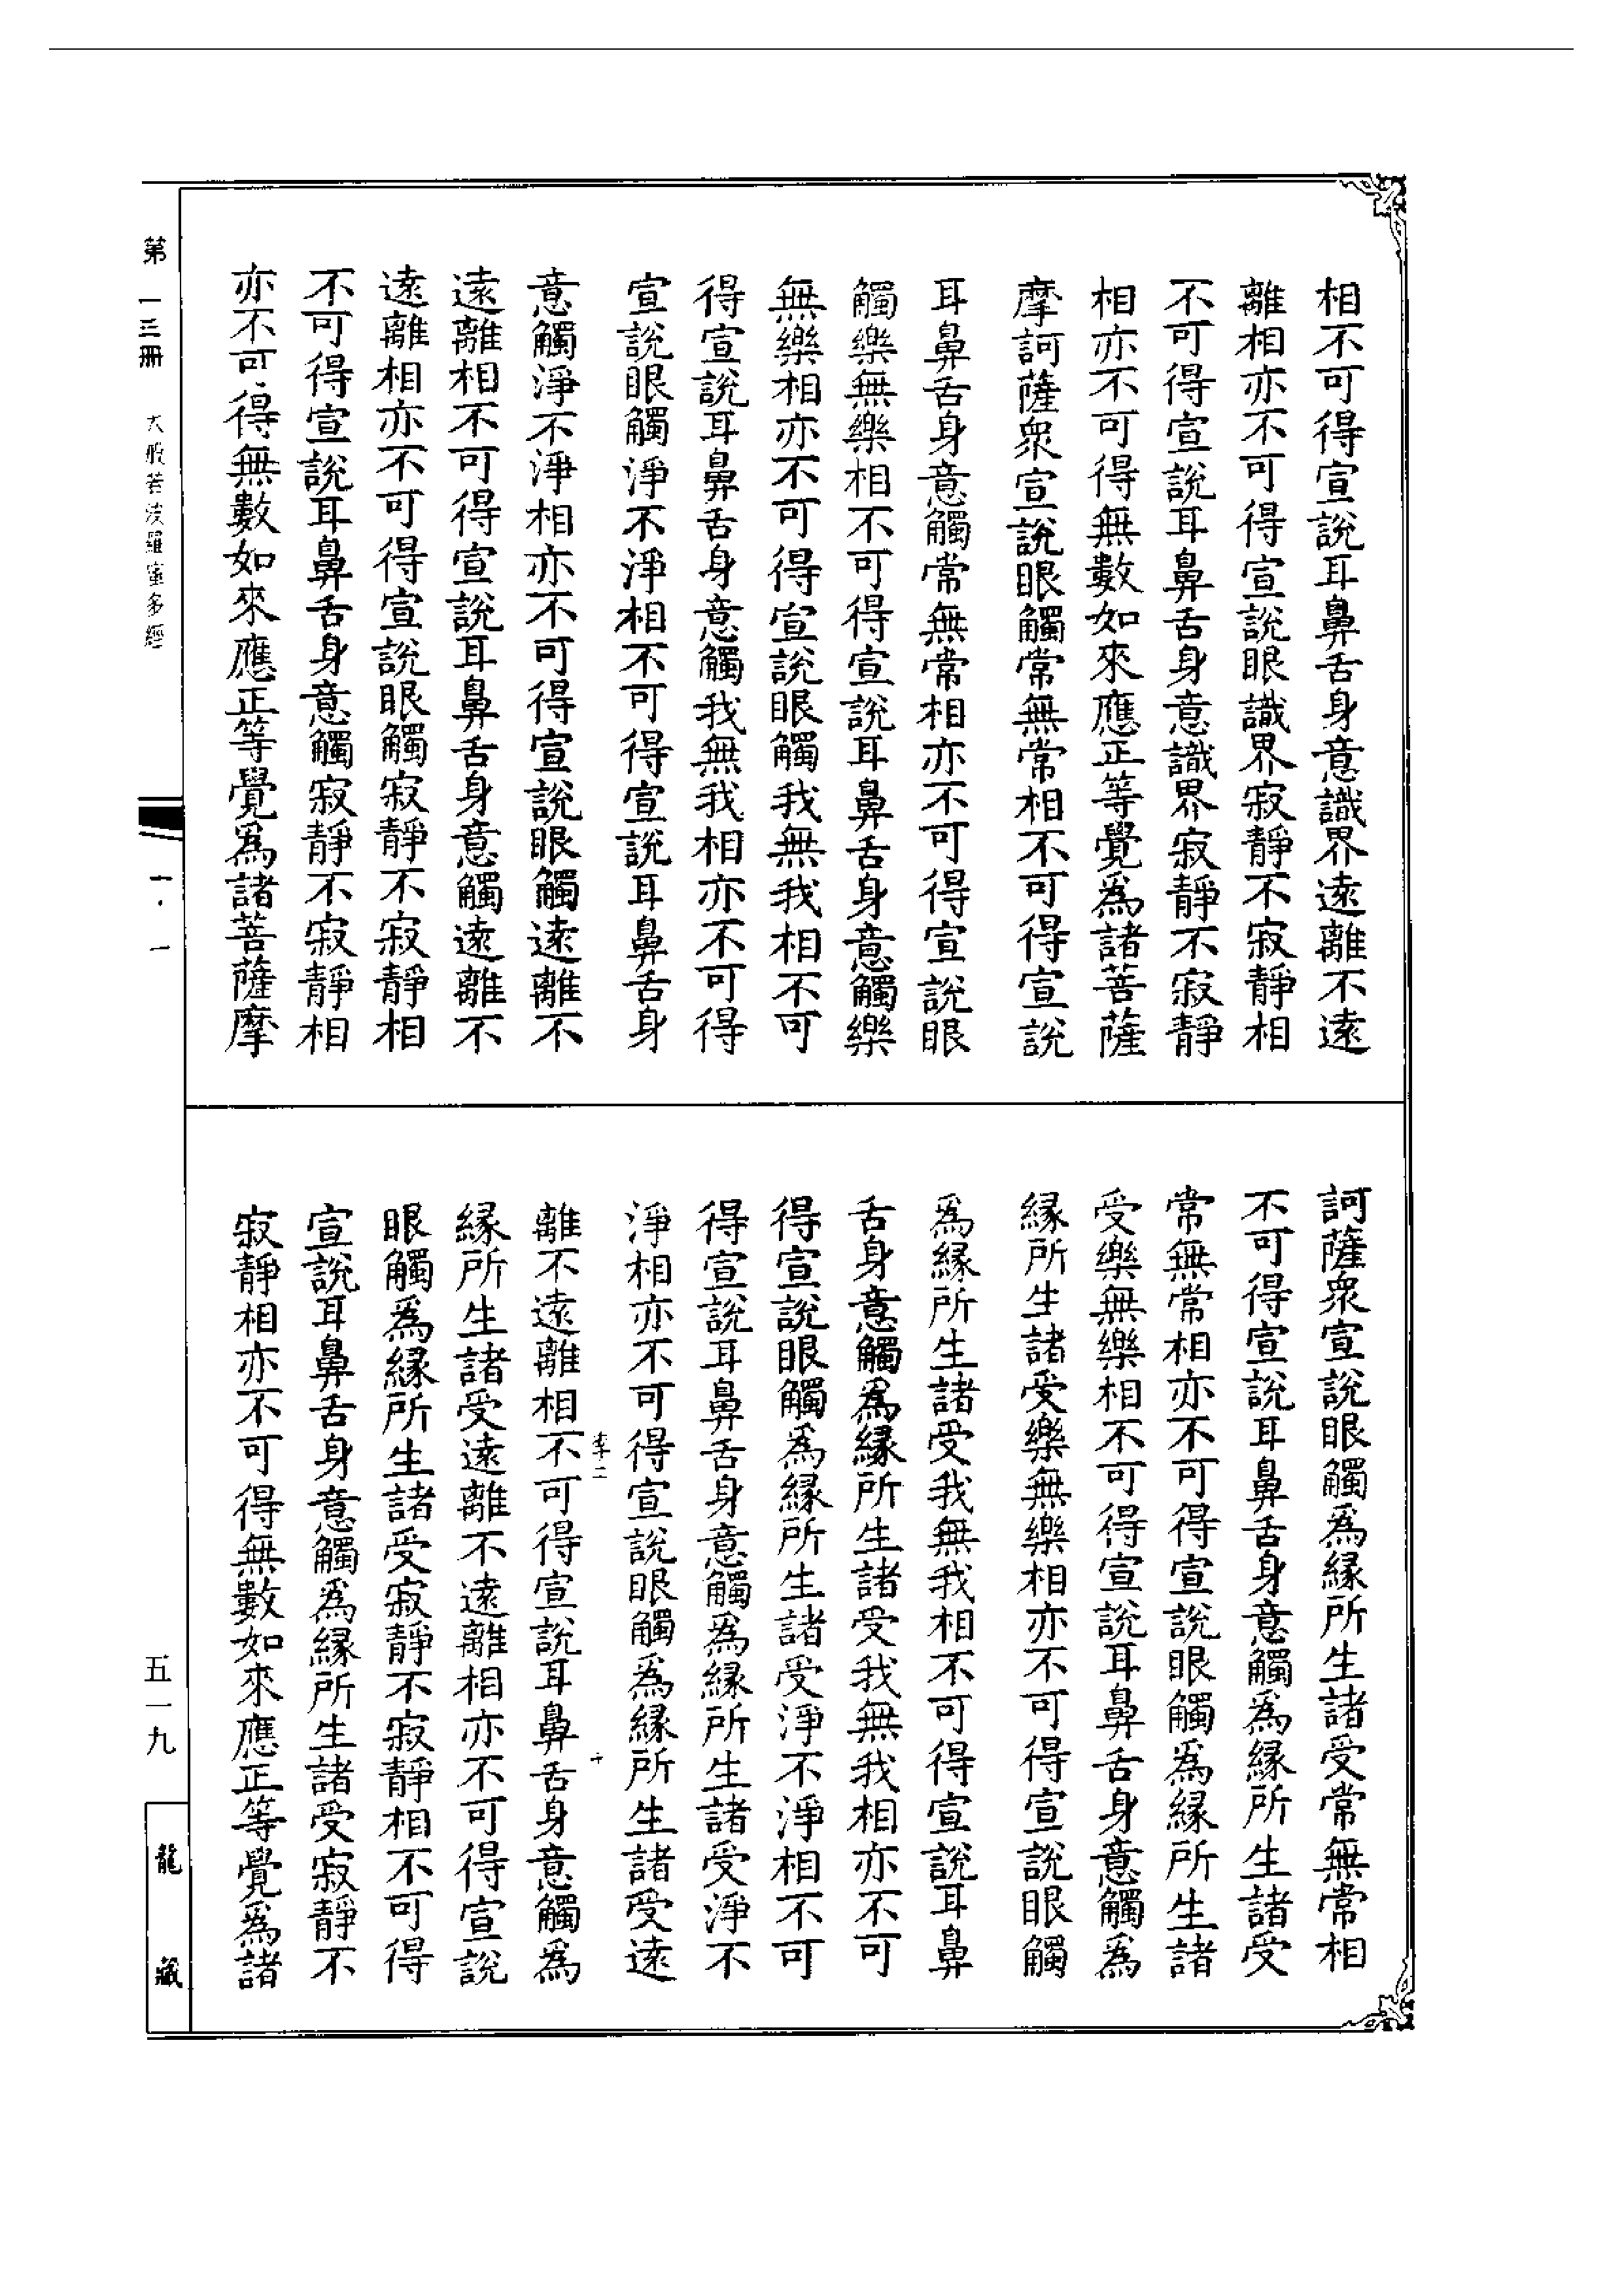 相不可得宣說耳鼻舌身意識界遠離不遠
離相亦不可得宣說眼識界寂靜不寂靜相
不可得宣說耳鼻舌身意識界寂靜不寂靜
相亦不可得無數如來應正等覺爲諸菩薩
摩訶薩衆宣說眼觸常無常相不可得宣說
耳鼻舌身意觸常無常相亦不可得宣說眼
觸樂無樂相不可得宣說耳鼻舌身意觸樂
無樂相亦不可得宣說眼觸我無我相不可
得宣說耳鼻舌身意觸我無我相亦不可得
宣說眼觸淨不淨相不可得宣說耳鼻舌身
意觸淨不淨相亦不可得宣說眼觸遠離不
遠離相不可得宣說耳鼻舌身意觸遠離不
遠離相亦不可得宣說眼觸寂靜不寂靜相
不可得宣說耳鼻舌身意觸寂靜不寂靜相
亦不可得無數如來應正等覺爲諸菩薩摩
訶薩衆宣說眼觸爲緣所生諸受常無常相
不可得宣說耳鼻舌身意觸爲緣所生諸受
常無常相亦不可得宣說眼觸爲緣所生諸
受樂無樂相不可得宣說耳鼻舌身意觸爲
緣所生諸受樂無樂相亦不可得宣說眼觸
爲緣所生諸受我無我相不可得宣說耳鼻
舌身意觸爲緣所生諸受我無我相亦不可
得宣說眼觸爲緣所生諸受淨不淨相不可
得宣說耳鼻舌身意觸爲緣所生諸受淨不
淨相亦不可得宣說眼觸爲緣所生諸受遠
離不遠離相不可得宣說耳鼻舌身意觸爲
緣所生諸受遠離不遠離相亦不可得宣說
眼觸爲緣所生諸受寂靜不寂靜相不可得
宣說耳鼻舌身意觸爲緣所生諸受寂靜不
寂靜相亦不可得無數如來應正等覺爲諸
第一三冊 大般若波羅蜜多經
五一九
龍藏